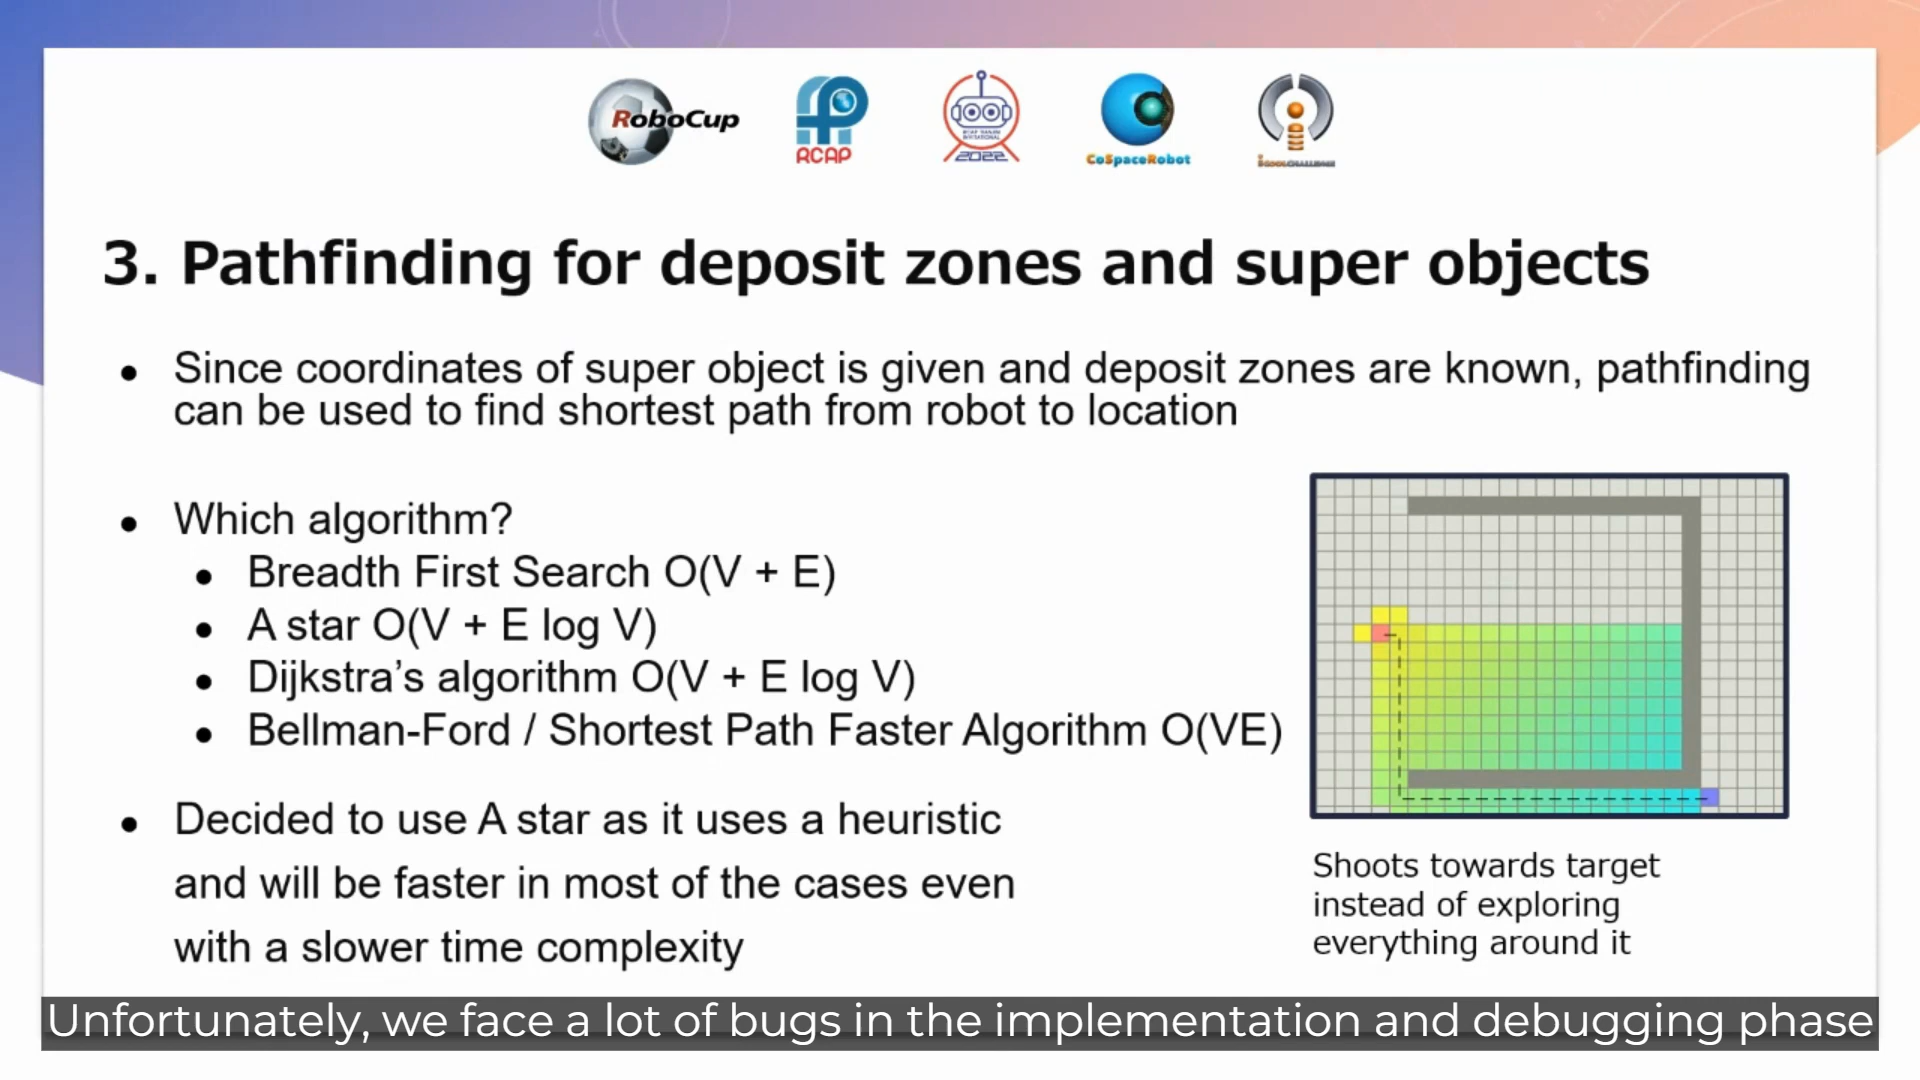 RoboCup
RCAP
RCAP TIANJIN
INVITATIONAL
2022
CoSpaceRobot
3. Pathfinding for deposit zones and super objects
• Since coordinates of super object is given and deposit zones are known, pathfinding
can be used to find shortest path from robot to location
• Which algorithm?
• Breadth First Search O(V + E)
• A star O(V + E log V)
• Dijkstra’s algorithm O(V + E log V)
• Bellman-Ford / Shortest Path Faster Algorithm O(VE)
• Decided to use A star as it uses a heuristic
and will be faster in most of the cases even
with a slower time complexity
Shoots towards target
instead of exploring
everything around it
Unfortunately, we face a lot of bugs in the implementation and debugging phase